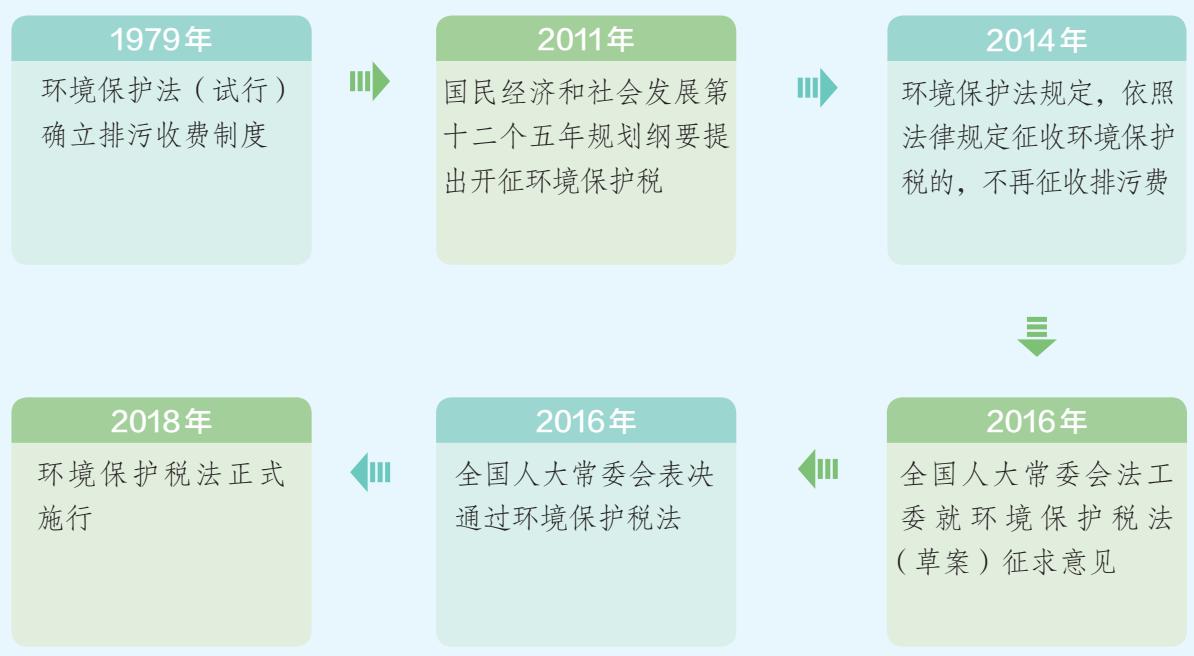 1979年
环境保护法（试行）
确立排污收费制度
2011年
国民经济和社会发展第
十二个五年规划纲要提
出开征环境保护税
2014年
环境保护法规定，依照
法律规定征收环境保护
税的，不再征收排污费
2016年
全国人大常委会法工
委就环境保护税法
（草案）征求意见
2016年
全国人大常委会表决
通过环境保护税法
2018年
环境保护税法正式
施行